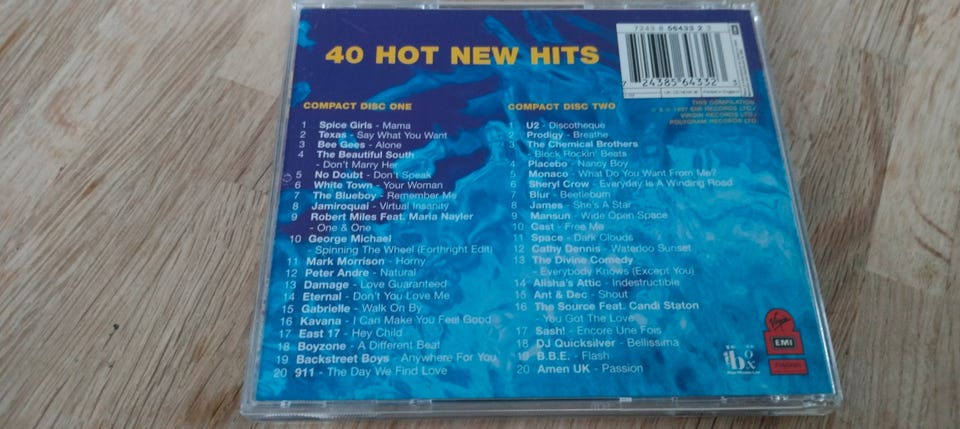 7243 8 56433 2 3
7 24385 64332 3
40 HOT NEW HITS
THIS COMPILATION
℗ & © 1997 EMI RECORDS LTD./
VIRGIN RECORDS LTD./
POLYGRAM RECORDS LTD.
COMPACT DISC ONE
1 Spice Girls - Mama
2 Texas - Say What You Want
3 Bee Gees - Alone
4 The Beautiful South
- Don't Marry Her
5 No Doubt - Don't Speak
6 White Town - Your Woman
7 The Blueboy - Remember Me
8 Jamiroquai - Virtual Insanity
9 Robert Miles Feat. Maria Nayler
- One & One
10 George Michael
- Spinning The Wheel (Forthright Edit)
11 Mark Morrison - Horny
12 Peter Andre - Natural
13 Damage - Love Guaranteed
14 Eternal - Don't You Love Me
15 Gabrielle - Walk On By
16 Kavana - I Can Make You Feel Good
17 East 17 - Hey Child
18 Boyzone - A Different Beat
19 Backstreet Boys - Anywhere For You
20 911 - The Day We Find Love
COMPACT DISC TWO
1 U2 - Discotheque
2 Prodigy - Breathe
3 The Chemical Brothers
- Block Rockin' Beats
4 Placebo - Nancy Boy
5 Monaco - What Do You Want From Me?
6 Sheryl Crow - Everyday Is A Winding Road
7 Blur - Beetlebum
8 James - She's A Star
9 Mansun - Wide Open Space
10 Cast - Free Me
11 Space - Dark Clouds
12 Cathy Dennis - Waterloo Sunset
13 The Divine Comedy
- Everybody Knows (Except You)
14 Alisha's Attic - Indestructible
15 Ant & Dec - Shout
16 The Source Feat. Candi Staton
- You Got The Love
17 Sash! - Encore Une Fois
18 DJ Quicksilver - Bellissima
19 B.B.E. - Flash
20 Amen UK - Passion
Virgin
EMI